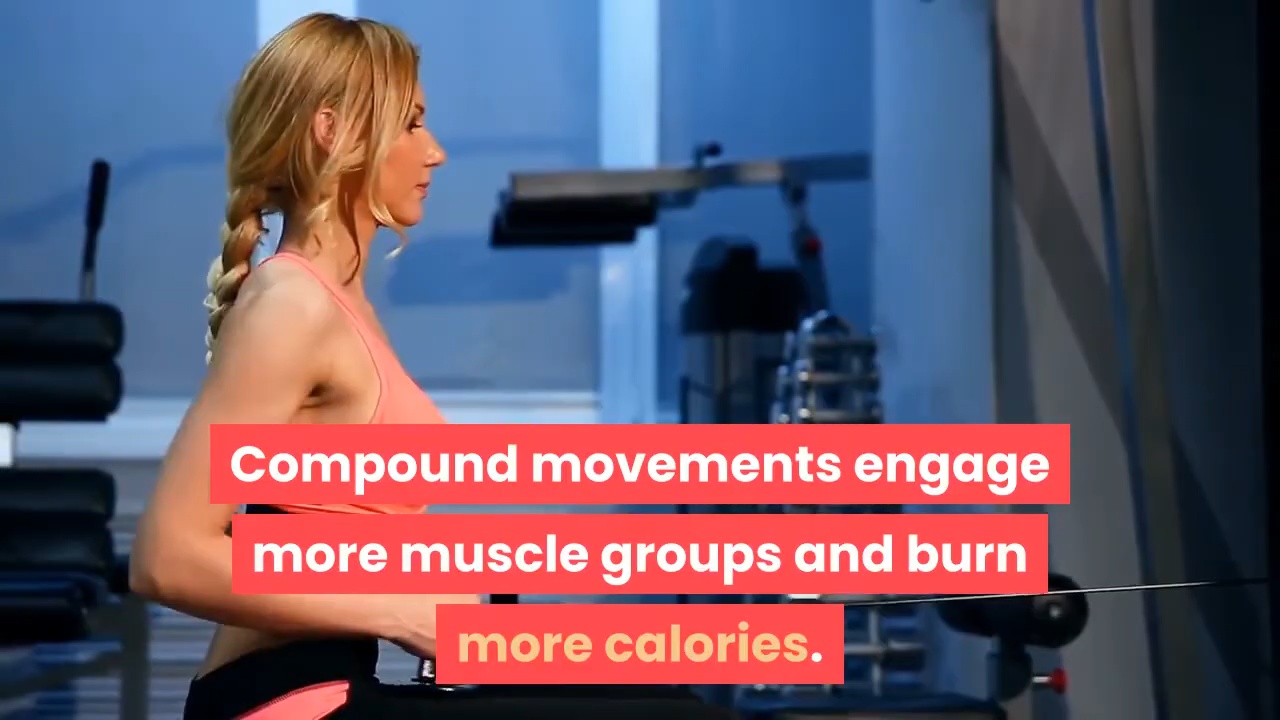 Compound movements engage
more muscle groups and burn
more calories.